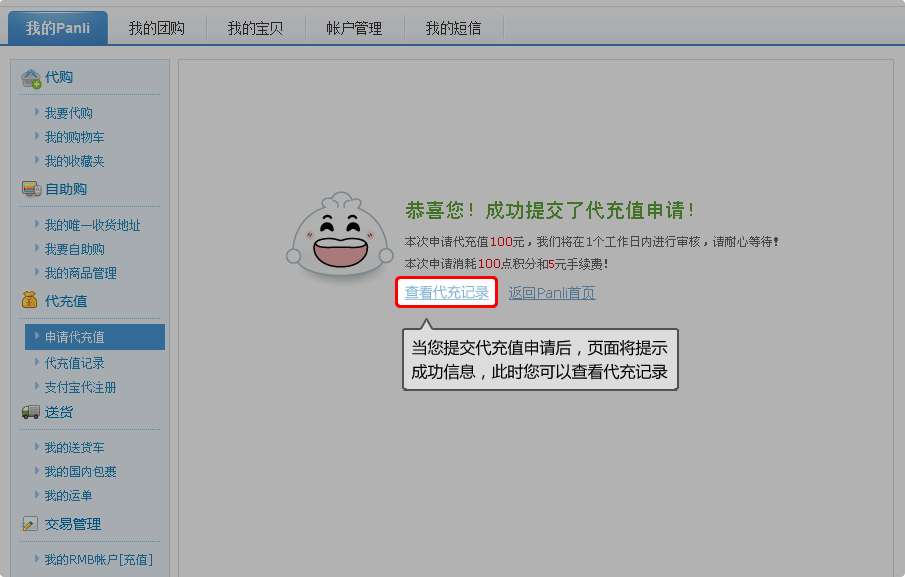 我的Panli
我的团购
我的宝贝
帐户管理
我的短信
代购
我要代购
我的购物车
我的收藏夹
自助购
我的唯一收货地址
我要自助购
我的商品管理
代充值
申请代充值
代充值记录
支付宝代注册
送货
我的送货车
我的国内包裹
我的运单
交易管理
我的RMB帐户[充值]
恭喜您！成功提交了代充值申请！
本次申请代充值100元，我们将在1个工作日内进行审核，请耐心等待！
本次申请消耗100点积分和5元手续费！
查看代充记录
返回Panli首页
当您提交代充值申请后，页面将提示
成功信息，此时您可以查看代充记录